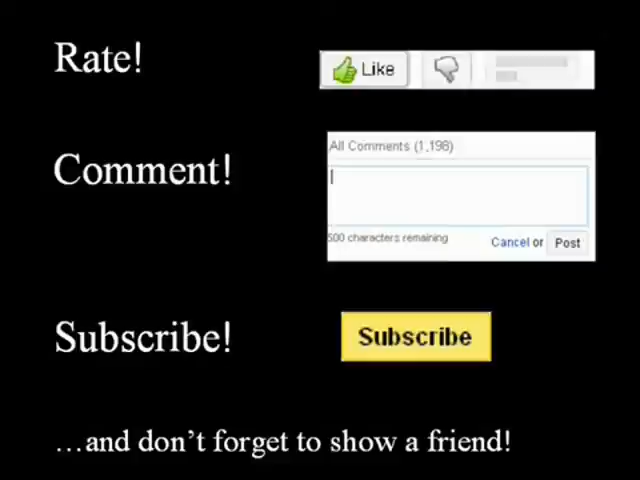 Rate!
Like
Comment!
All Comments (1,198)
500 characters remaining
Cancel or Post
Subscribe!
Subscribe
…and don’t forget to show a friend!